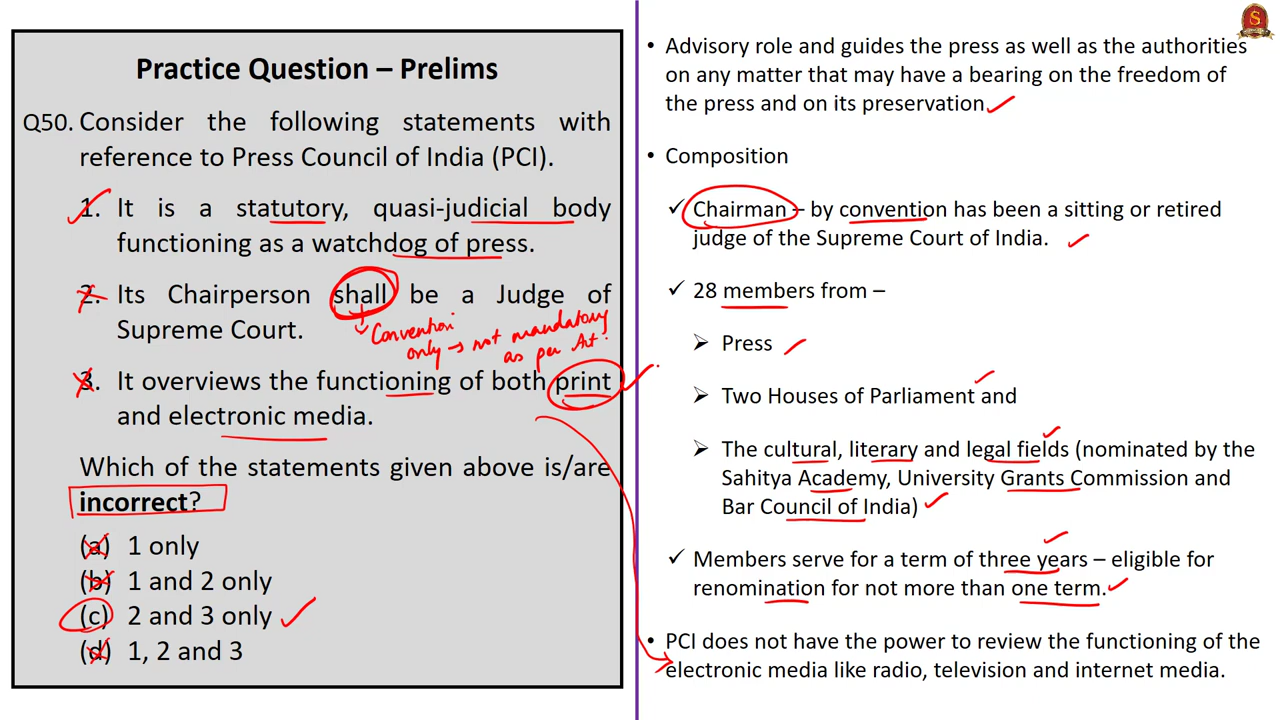 Practice Question – Prelims
Q50. Consider the following statements with
reference to Press Council of India (PCI).
1. It is a statutory, quasi-judicial body
functioning as a watchdog of press.
2. Its Chairperson shall be a Judge of
Supreme Court.
Convention
only → not mandatory
as per Act.
3. It overviews the functioning of both print
and electronic media.
Which of the statements given above is/are
incorrect?
(a) 1 only
(b) 1 and 2 only
(c) 2 and 3 only
(d) 1, 2 and 3
S
• Advisory role and guides the press as well as the authorities
on any matter that may have a bearing on the freedom of
the press and on its preservation
• Composition
✓ Chairman – by convention has been a sitting or retired
judge of the Supreme Court of India.
✓ 28 members from –
➢ Press
➢ Two Houses of Parliament and
➢ The cultural, literary and legal fields (nominated by the
Sahitya Academy, University Grants Commission and
Bar Council of India)
✓ Members serve for a term of three years – eligible for
renomination for not more than one term.
• PCI does not have the power to review the functioning of the
electronic media like radio, television and internet media.